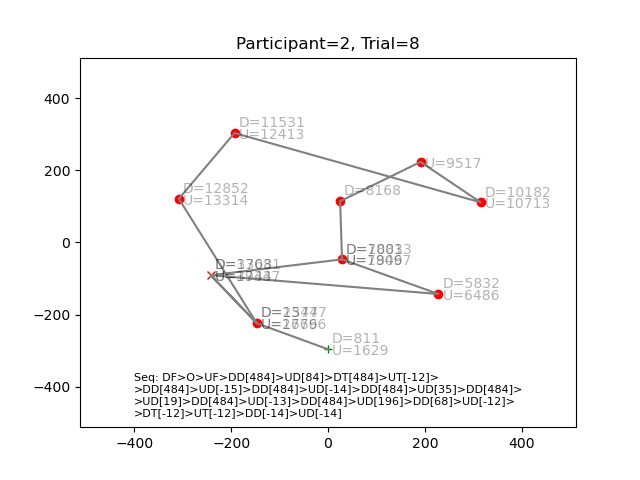 Participant=2, Trial=8
D=11531
U=12413
U=9517
D=12852
U=13314
D=8168
D=10182
U=10713
D=5832
U=6486
D=811
U=1629
Seq: DF>O>UF>DD[484]>UD[84]>DT[484]>UT[-12]>
>DD[484]>UD[-15]>DD[484]>UD[-14]>DD[484]>UD[35]>DD[484]>
>UD[19]>DD[484]>UD[-13]>DD[484]>UD[196]>DD[68]>UD[-12]>
>DT[-12]>UT[-12]>DD[-14]>UD[-14]
400
200
0
−200
−400
−400
−200
0
200
400